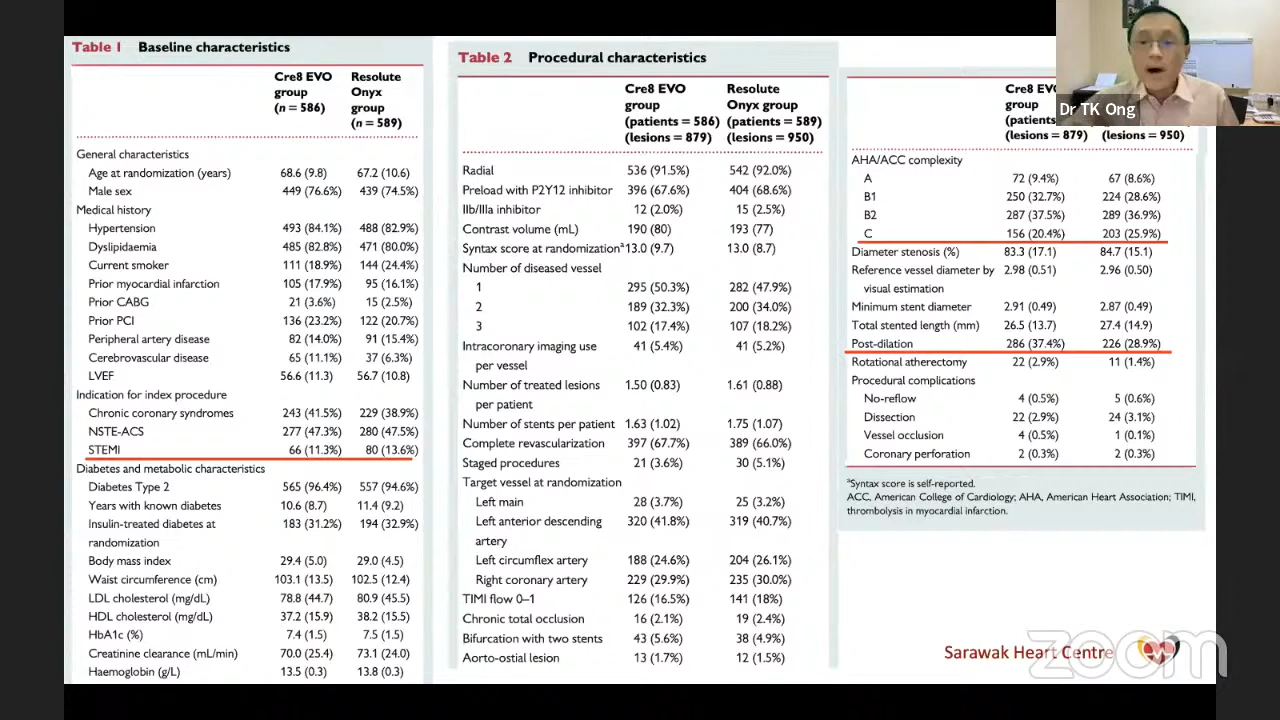 Table 1 Baseline characteristics
Cre8 EVO Resolute
group Onyx
(n = 586) group
(n = 589)
General characteristics
Age at randomization (years) 68.6 (9.8) 67.2 (10.6)
Male sex 449 (76.6%) 439 (74.5%)
Medical history
Hypertension 493 (84.1%) 488 (82.9%)
Dyslipidaemia 485 (82.8%) 471 (80.0%)
Current smoker 111 (18.9%) 144 (24.4%)
Prior myocardial infarction 105 (17.9%) 95 (16.1%)
Prior CABG 21 (3.6%) 15 (2.5%)
Prior PCI 136 (23.2%) 122 (20.7%)
Peripheral artery disease 82 (14.0%) 91 (15.4%)
Cerebrovascular disease 65 (11.1%) 37 (6.3%)
LVEF 56.6 (11.3) 56.7 (10.8)
Indication for index procedure
Chronic coronary syndromes 243 (41.5%) 229 (38.9%)
NSTE-ACS 277 (47.3%) 280 (47.5%)
STEMI 66 (11.3%) 80 (13.6%)
Diabetes and metabolic characteristics
Diabetes Type 2 565 (96.4%) 557 (94.6%)
Years with known diabetes 10.6 (8.7) 11.4 (9.2)
Insulin-treated diabetes at 183 (31.2%) 194 (32.9%)
randomization
Body mass index 29.4 (5.0) 29.0 (4.5)
Waist circumference (cm) 103.1 (13.5) 102.5 (12.4)
LDL cholesterol (mg/dL) 78.8 (44.7) 80.9 (45.5)
HDL cholesterol (mg/dL) 37.2 (15.9) 38.2 (15.5)
HbA1c (%) 7.4 (1.5) 7.5 (1.5)
Creatinine clearance (mL/min) 70.0 (25.4) 73.1 (24.0)
Haemoglobin (g/L) 13.5 (0.3) 13.8 (0.3)
Table 2 Procedural characteristics
Cre8 EVO Resolute
group Onyx group
(patients = 586) (patients = 589)
(lesions = 879) (lesions = 950)
Radial 536 (91.5%) 542 (92.0%)
Preload with P2Y12 inhibitor 396 (67.6%) 404 (68.6%)
IIb/IIIa inhibitor 12 (2.0%) 15 (2.5%)
Contrast volume (mL) 190 (80) 193 (77)
Syntax score at randomizationª 13.0 (9.7) 13.0 (8.7)
Number of diseased vessel
1 295 (50.3%) 282 (47.9%)
2 189 (32.3%) 200 (34.0%)
3 102 (17.4%) 107 (18.2%)
Intracoronary imaging use 41 (5.4%) 41 (5.2%)
per vessel
Number of treated lesions 1.50 (0.83) 1.61 (0.88)
per patient
Number of stents per patient 1.63 (1.02) 1.75 (1.07)
Complete revascularization 397 (67.7%) 389 (66.0%)
Staged procedures 21 (3.6%) 30 (5.1%)
Target vessel at randomization
Left main 28 (3.7%) 25 (3.2%)
Left anterior descending 320 (41.8%) 319 (40.7%)
artery
Left circumflex artery 188 (24.6%) 204 (26.1%)
Right coronary artery 229 (29.9%) 235 (30.0%)
TIMI flow 0–1 126 (16.5%) 141 (18%)
Chronic total occlusion 16 (2.1%) 19 (2.4%)
Bifurcation with two stents 43 (5.6%) 38 (4.9%)
Aorto-ostial lesion 13 (1.7%) 12 (1.5%)
Dr TK Ong
Cre8 EVO
group
(patients
(lesions = 879) (lesions = 950)
AHA/ACC complexity
A 72 (9.4%) 67 (8.6%)
B1 250 (32.7%) 224 (28.6%)
B2 287 (37.5%) 289 (36.9%)
C 156 (20.4%) 203 (25.9%)
Diameter stenosis (%) 83.3 (17.1) 84.7 (15.1)
Reference vessel diameter by 2.98 (0.51) 2.96 (0.50)
visual estimation
Minimum stent diameter 2.91 (0.49) 2.87 (0.49)
Total stented length (mm) 26.5 (13.7) 27.4 (14.9)
Post-dilation 286 (37.4%) 226 (28.9%)
Rotational atherectomy 22 (2.9%) 11 (1.4%)
Procedural complications
No-reflow 4 (0.5%) 5 (0.6%)
Dissection 22 (2.9%) 24 (3.1%)
Vessel occlusion 4 (0.5%) 1 (0.1%)
Coronary perforation 2 (0.3%) 2 (0.3%)
ªSyntax score is self-reported.
ACC, American College of Cardiology; AHA, American Heart Association; TIMI,
thrombolysis in myocardial infarction.
Sarawak Heart Centre
zoom